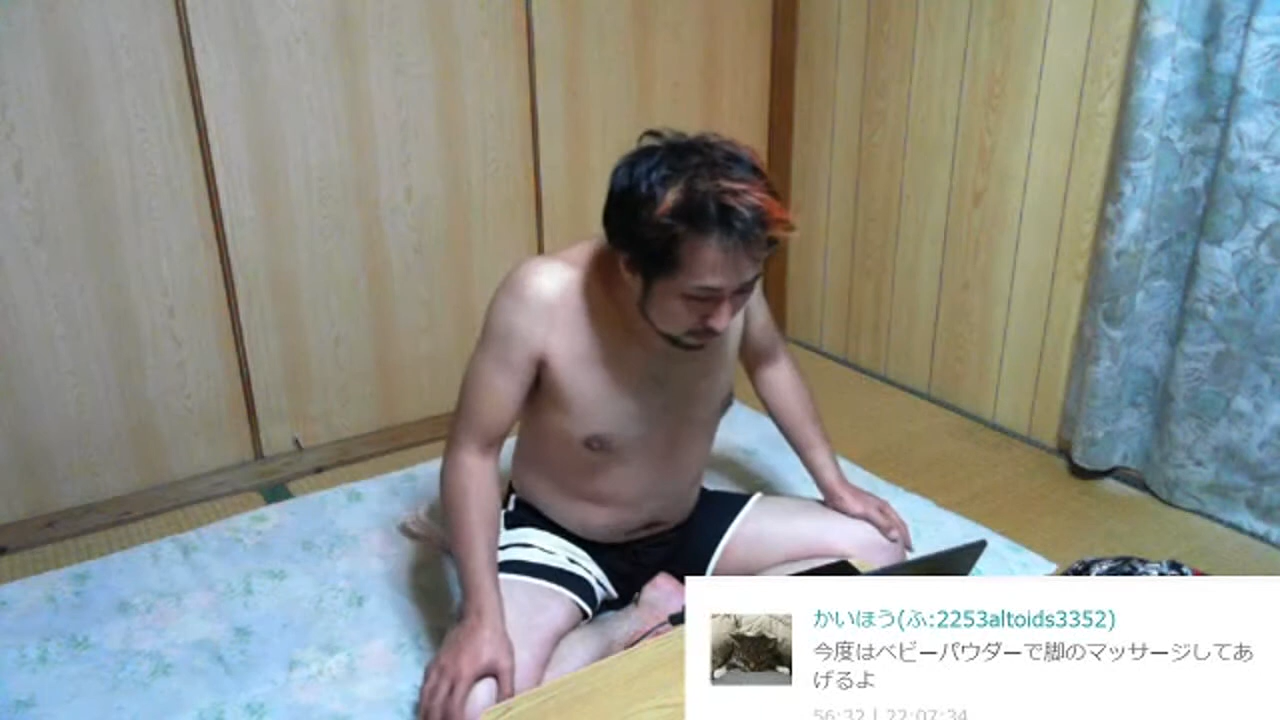 かいほう(ふ:2253altoids3352)
今度はベビーパウダーで脚のマッサージしてあ
げるよ
56:32 | 22:07:34